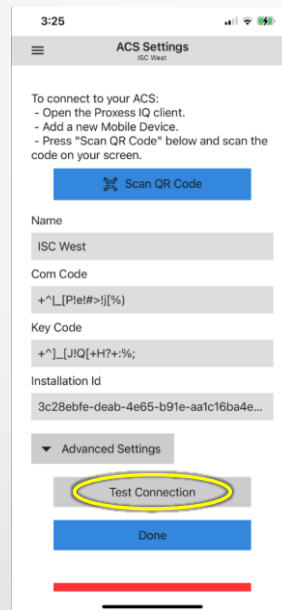 3:25
ACS Settings
ISC West
To connect to your ACS:
- Open the Proxess IQ client.
- Add a new Mobile Device.
- Press "Scan QR Code" below and scan the
code on your screen.
Scan QR Code
Name
ISC West
Com Code
+^|_[P!e!#>!j[%)
Key Code
+^]_[J!Q[+H?+:%;
Installation Id
3c28ebfe-deab-4e65-b91e-aa1c16ba4e...
Advanced Settings
Test Connection
Done